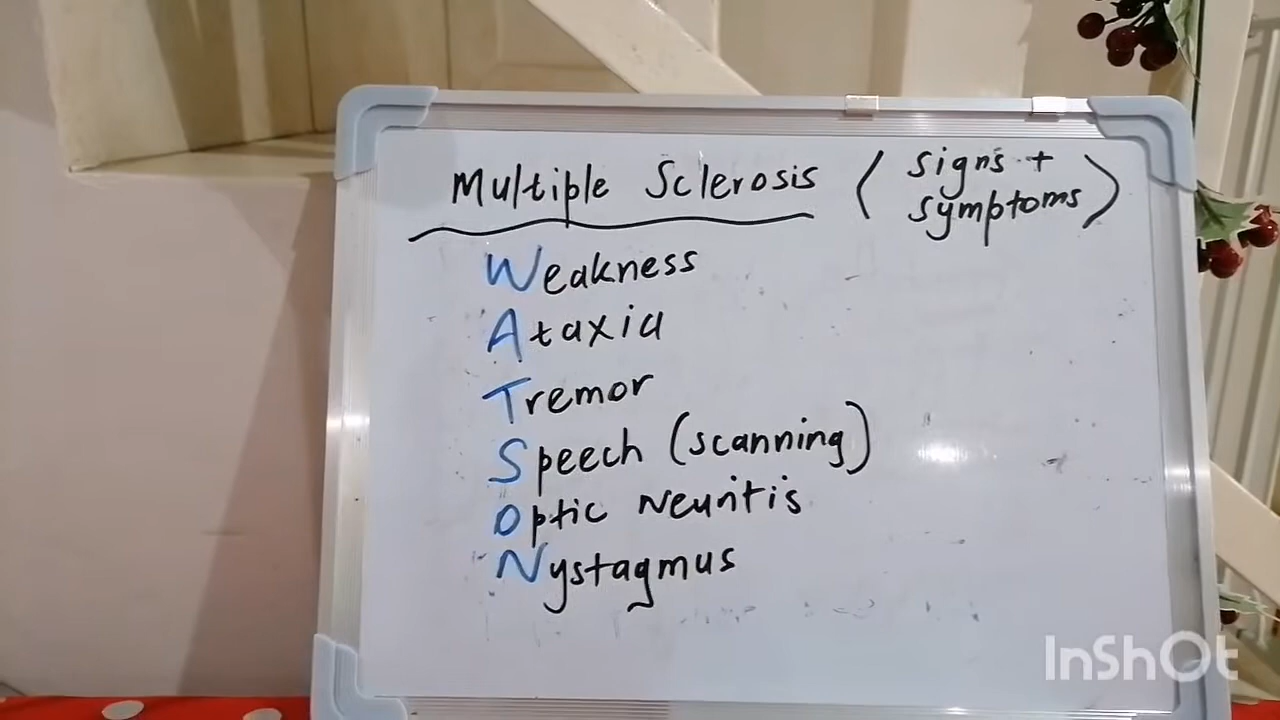 Multiple Sclerosis (signs + symptoms)
Weakness
Ataxia
Tremor
Speech (scanning)
Optic Neuritis
Nystagmus
InShOt